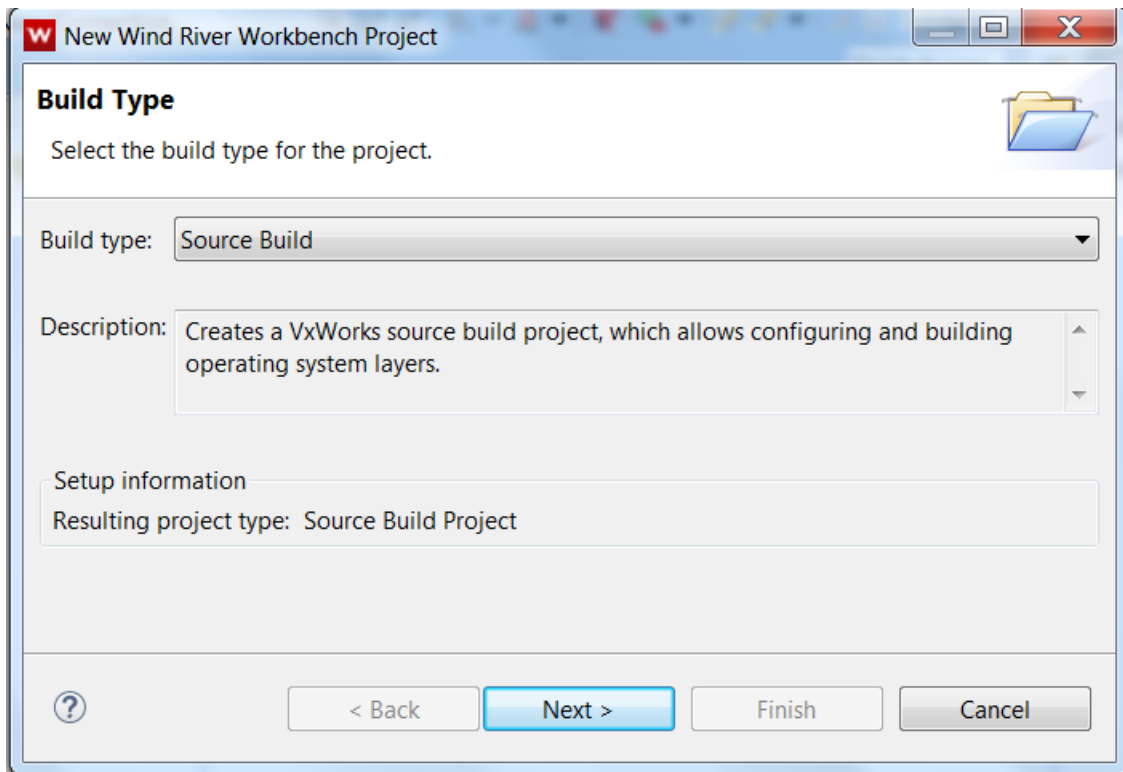 New Wind River Workbench Project
Build Type
Select the build type for the project.
Build type: Source Build
Description: Creates a VxWorks source build project, which allows configuring and building
operating system layers.
Setup information
Resulting project type: Source Build Project
? < Back Next > Finish Cancel